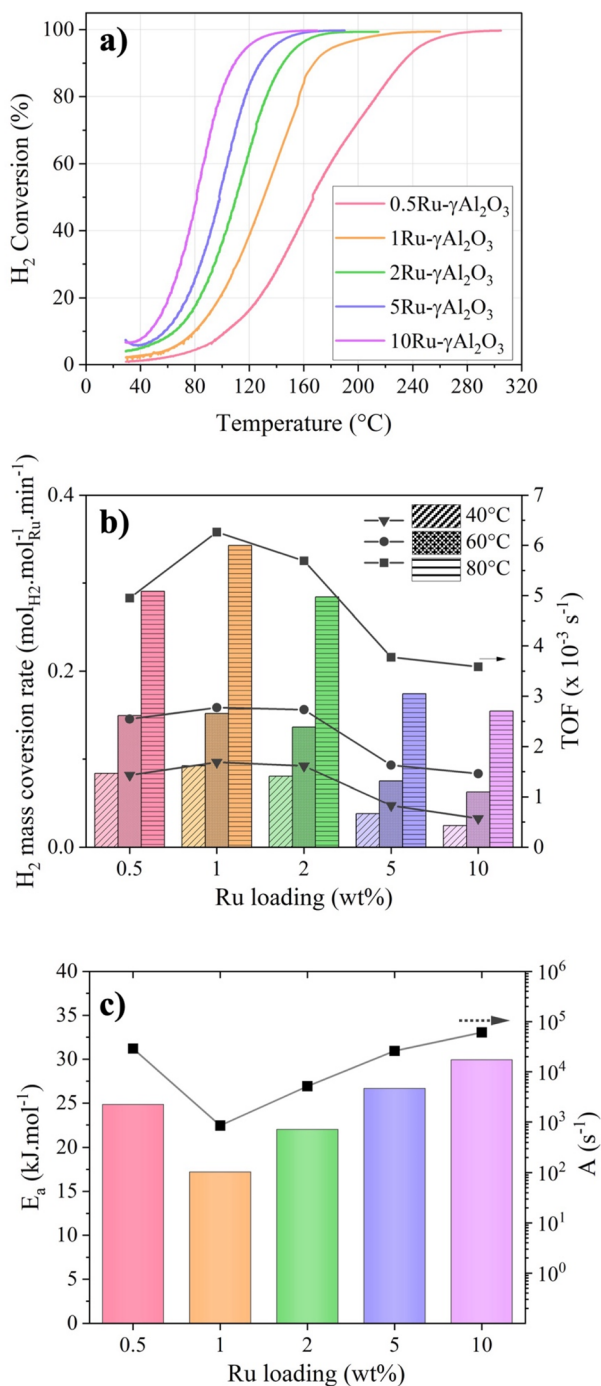 a)
H₂ Conversion (%)
100
80
60
40
20
0
0.5Ru-γAl₂O₃
1Ru-γAl₂O₃
2Ru-γAl₂O₃
5Ru-γAl₂O₃
10Ru-γAl₂O₃
0 40 80 120 160 200 240 280 320
Temperature (°C)
b)
H₂ mass coversion rate (mol_H2.mol⁻¹_Ru.min⁻¹)
0.4
0.2
0.0
40°C
60°C
80°C
7
6
5
4
3
2
1
0
TOF (x 10⁻³ s⁻¹)
0.5 1 2 5 10
Ru loading (wt%)
c)
Eₐ (kJ.mol⁻¹)
40
35
30
25
20
15
10
5
0
10⁶
10⁵
10⁴
10³
10²
10¹
10⁰
A (s⁻¹)
0.5 1 2 5 10
Ru loading (wt%)